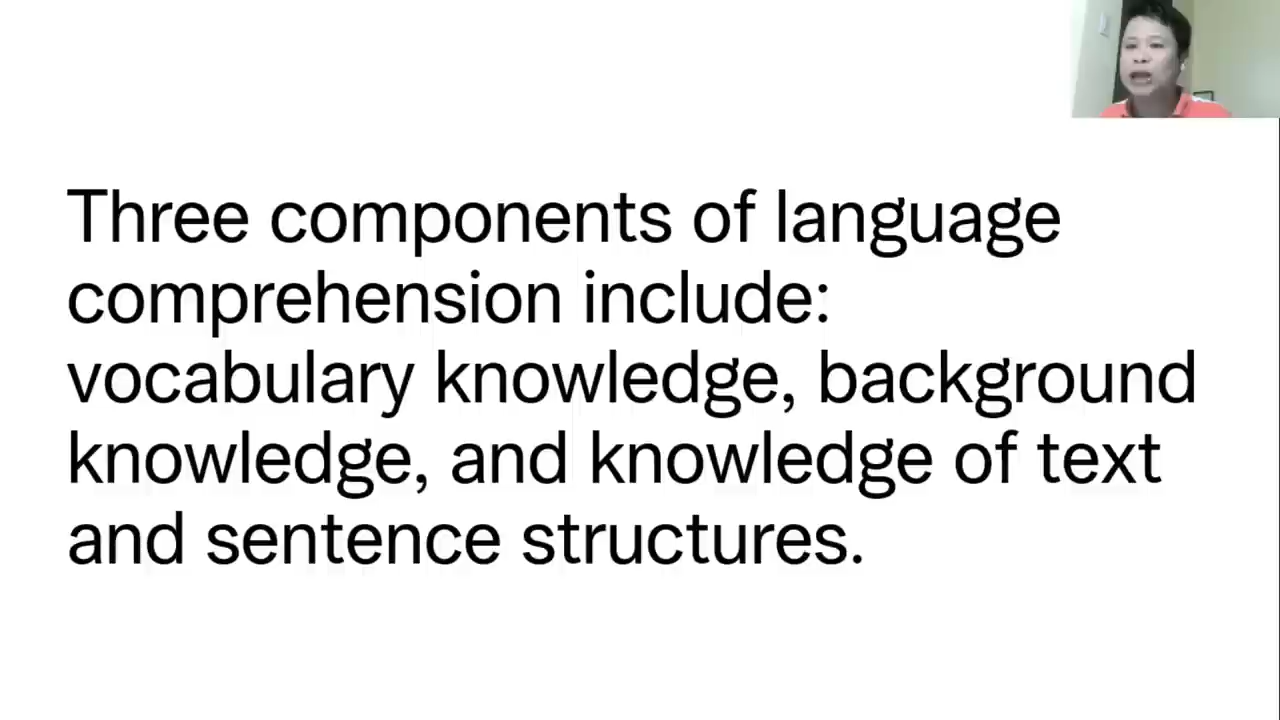 Three components of language
comprehension include:
vocabulary knowledge, background
knowledge, and knowledge of text
and sentence structures.